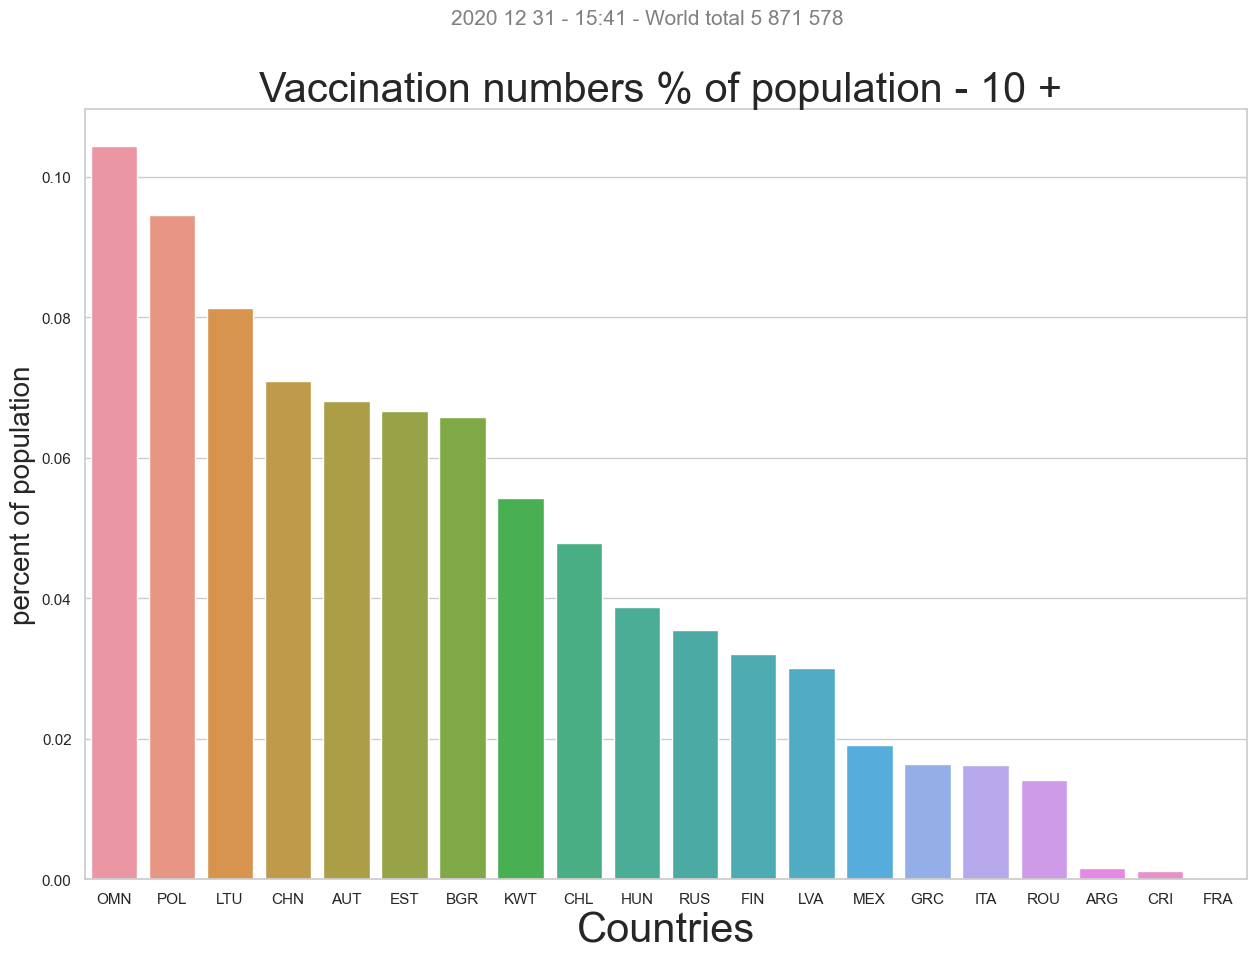 2020 12 31 - 15:41 - World total 5 871 578
Vaccination numbers % of population - 10 +
percent of population
0.10
0.08
0.06
0.04
0.02
0.00
OMN POL LTU CHN AUT EST BGR KWT CHL HUN RUS FIN LVA MEX GRC ITA ROU ARG CRI FRA
Countries